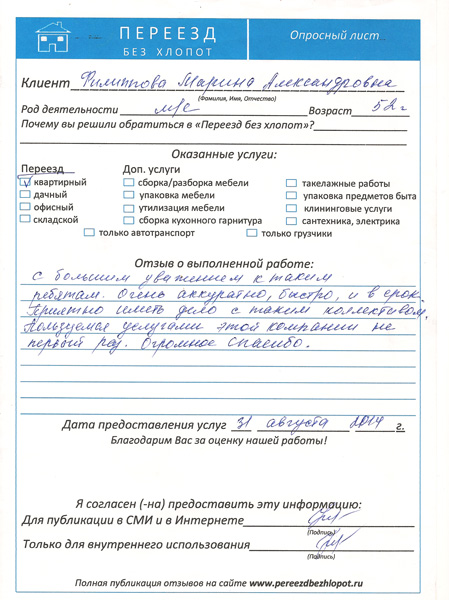 ПЕРЕЕЗД
БЕЗ ХЛОПОТ
Опросный лист
Клиент Филиппова Марина Александровна
(Фамилия, Имя, Отчество)
Род деятельности м/с Возраст 52 г
Почему вы решили обратиться в «Переезд без хлопот»?
Оказанные услуги:
Переезд Доп. услуги
квартирный сборка/разборка мебели такелажные работы
дачный упаковка мебели упаковка предметов быта
офисный утилизация мебели клининговые услуги
складской сборка кухонного гарнитура сантехника, электрика
только автотранспорт только грузчики
Отзыв о выполненной работе:
С большим уважением к таким
ребятам. Очень аккуратно, быстро, и в срок.
Приятно иметь дело с таким коллективом.
Пользуемся услугами этой компании не
первый раз. Огромное спасибо.
Дата предоставления услуг 31 августа 2014 г.
Благодарим Вас за оценку нашей работы!
Я согласен (-на) предоставить эту информацию:
Для публикации в СМИ и в Интернете
(Подпись)
Только для внутреннего использования
(Подпись)
Полная публикация отзывов на сайте www.pereezdbezhlopot.ru